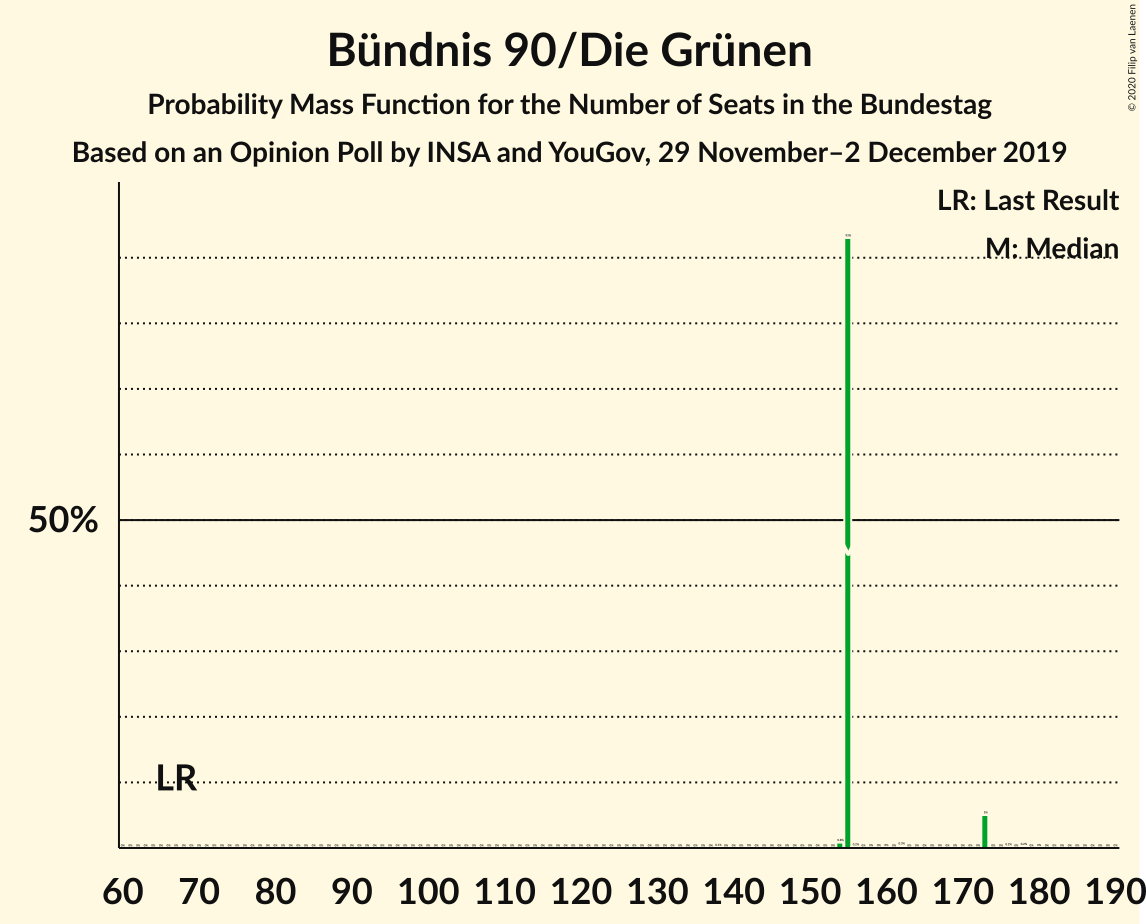 Bündnis 90/Die Grünen
Probability Mass Function for the Number of Seats in the Bundestag
Based on an Opinion Poll by INSA and YouGov, 29 November–2 December 2019
© 2020 Filip van Laenen
LR: Last Result
M: Median
50%
LR
60 70 80 90 100 110 120 130 140 150 160 170 180 190